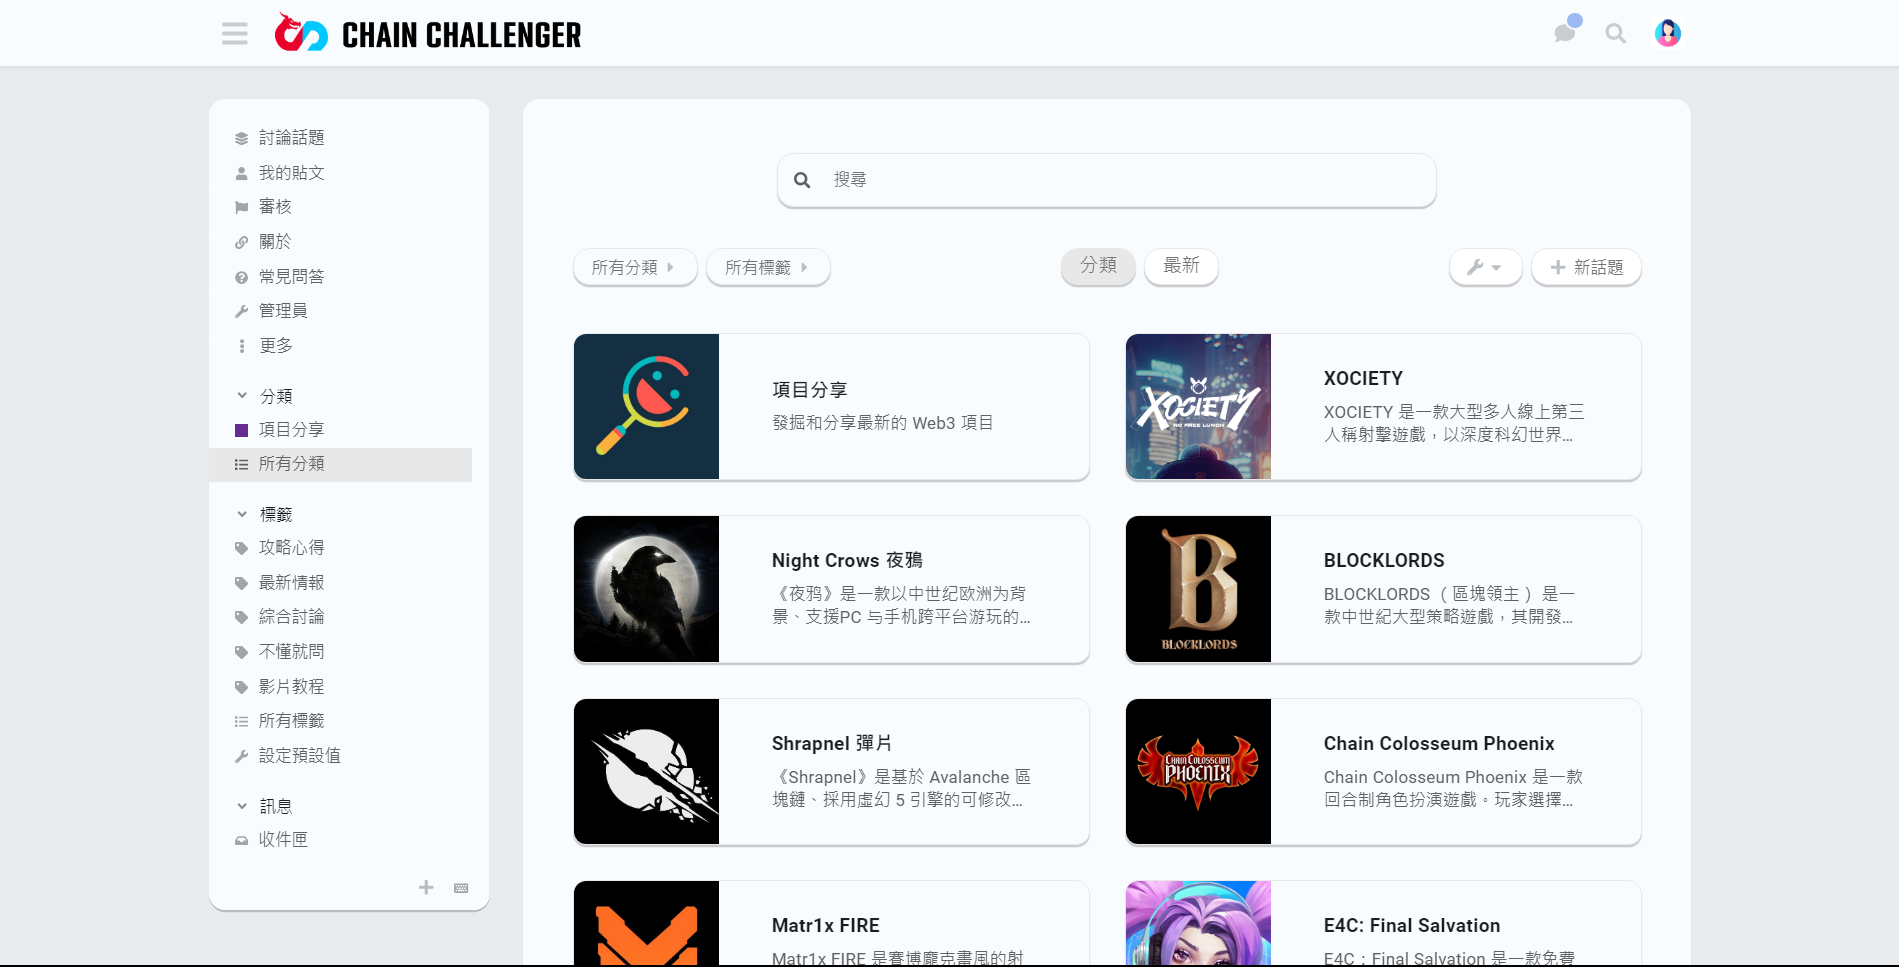 CHAIN CHALLENGER
討論話題
我的貼文
審核
關於
常見問答
管理員
更多
分類
項目分享
所有分類
標籤
攻略心得
最新情報
綜合討論
不懂就問
影片教程
所有標籤
設定預設值
訊息
收件匣
搜尋
所有分類
所有標籤
分類
最新
新話題
項目分享
發掘和分享最新的 Web3 項目
XOCIETY
NO FREE LUNCH
XOCIETY
XOCIETY 是一款大型多人線上第三
人稱射擊遊戲，以深度科幻世界...
Night Crows 夜鴉
《夜鸦》是一款以中世纪欧洲为背
景、支援PC 与手机跨平台游玩的...
B
BLOCKLORDS
BLOCKLORDS
BLOCKLORDS （ 區塊領主 ） 是一
款中世紀大型策略遊戲，其開發...
Shrapnel 彈片
《Shrapnel》是基於 Avalanche 區
塊鏈、採用虛幻 5 引擎的可修改...
CHAIN COLOSSEUM
PHOENIX
Chain Colosseum Phoenix
Chain Colosseum Phoenix 是一款
回合制角色扮演遊戲。玩家選擇...
Matr1x FIRE
Matr1x FIRE 是賽博龐克畫風的射
E4C: Final Salvation
E4C：Final Salvation 是一款免費